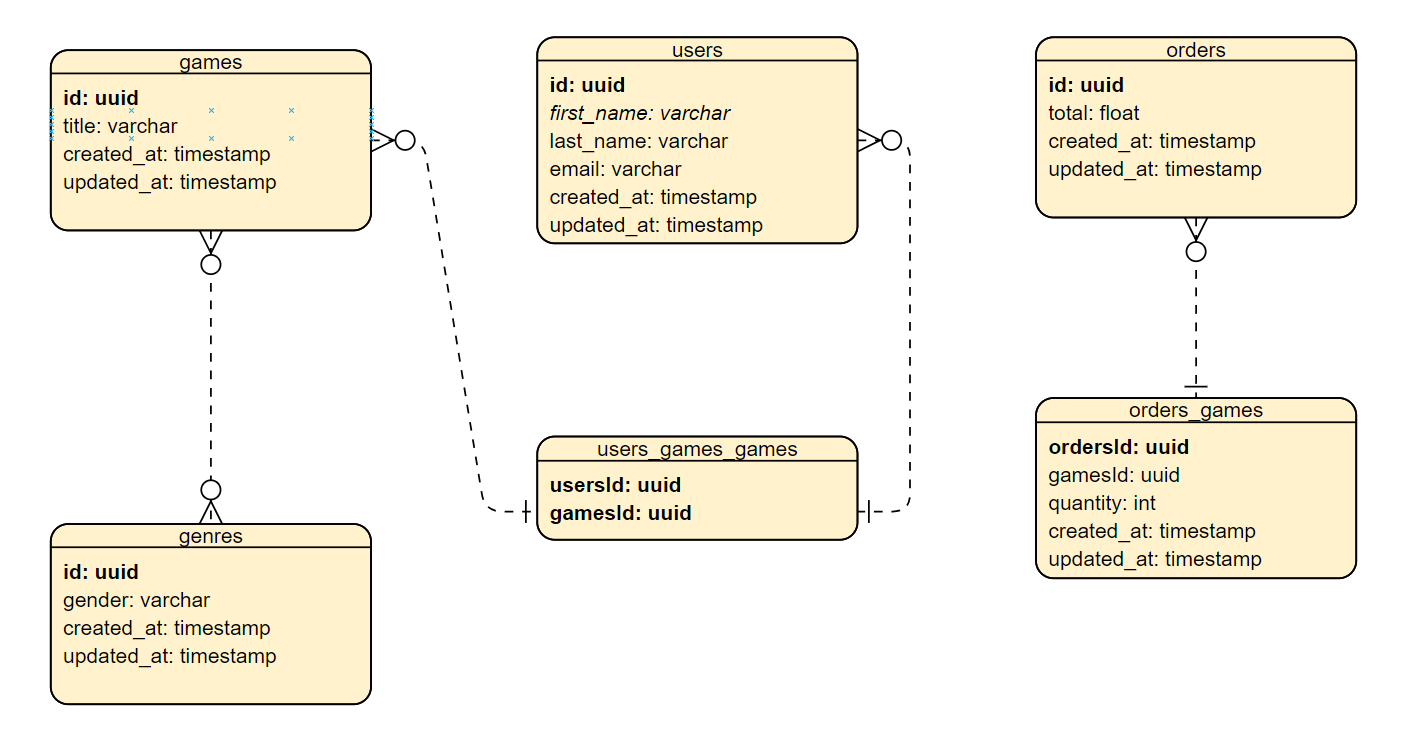 games
id: uuid
title: varchar
created_at: timestamp
updated_at: timestamp
users
id: uuid
first_name: varchar
last_name: varchar
email: varchar
created_at: timestamp
updated_at: timestamp
orders
id: uuid
total: float
created_at: timestamp
updated_at: timestamp
genres
id: uuid
gender: varchar
created_at: timestamp
updated_at: timestamp
users_games_games
usersId: uuid
gamesId: uuid
orders_games
ordersId: uuid
gamesId: uuid
quantity: int
created_at: timestamp
updated_at: timestamp